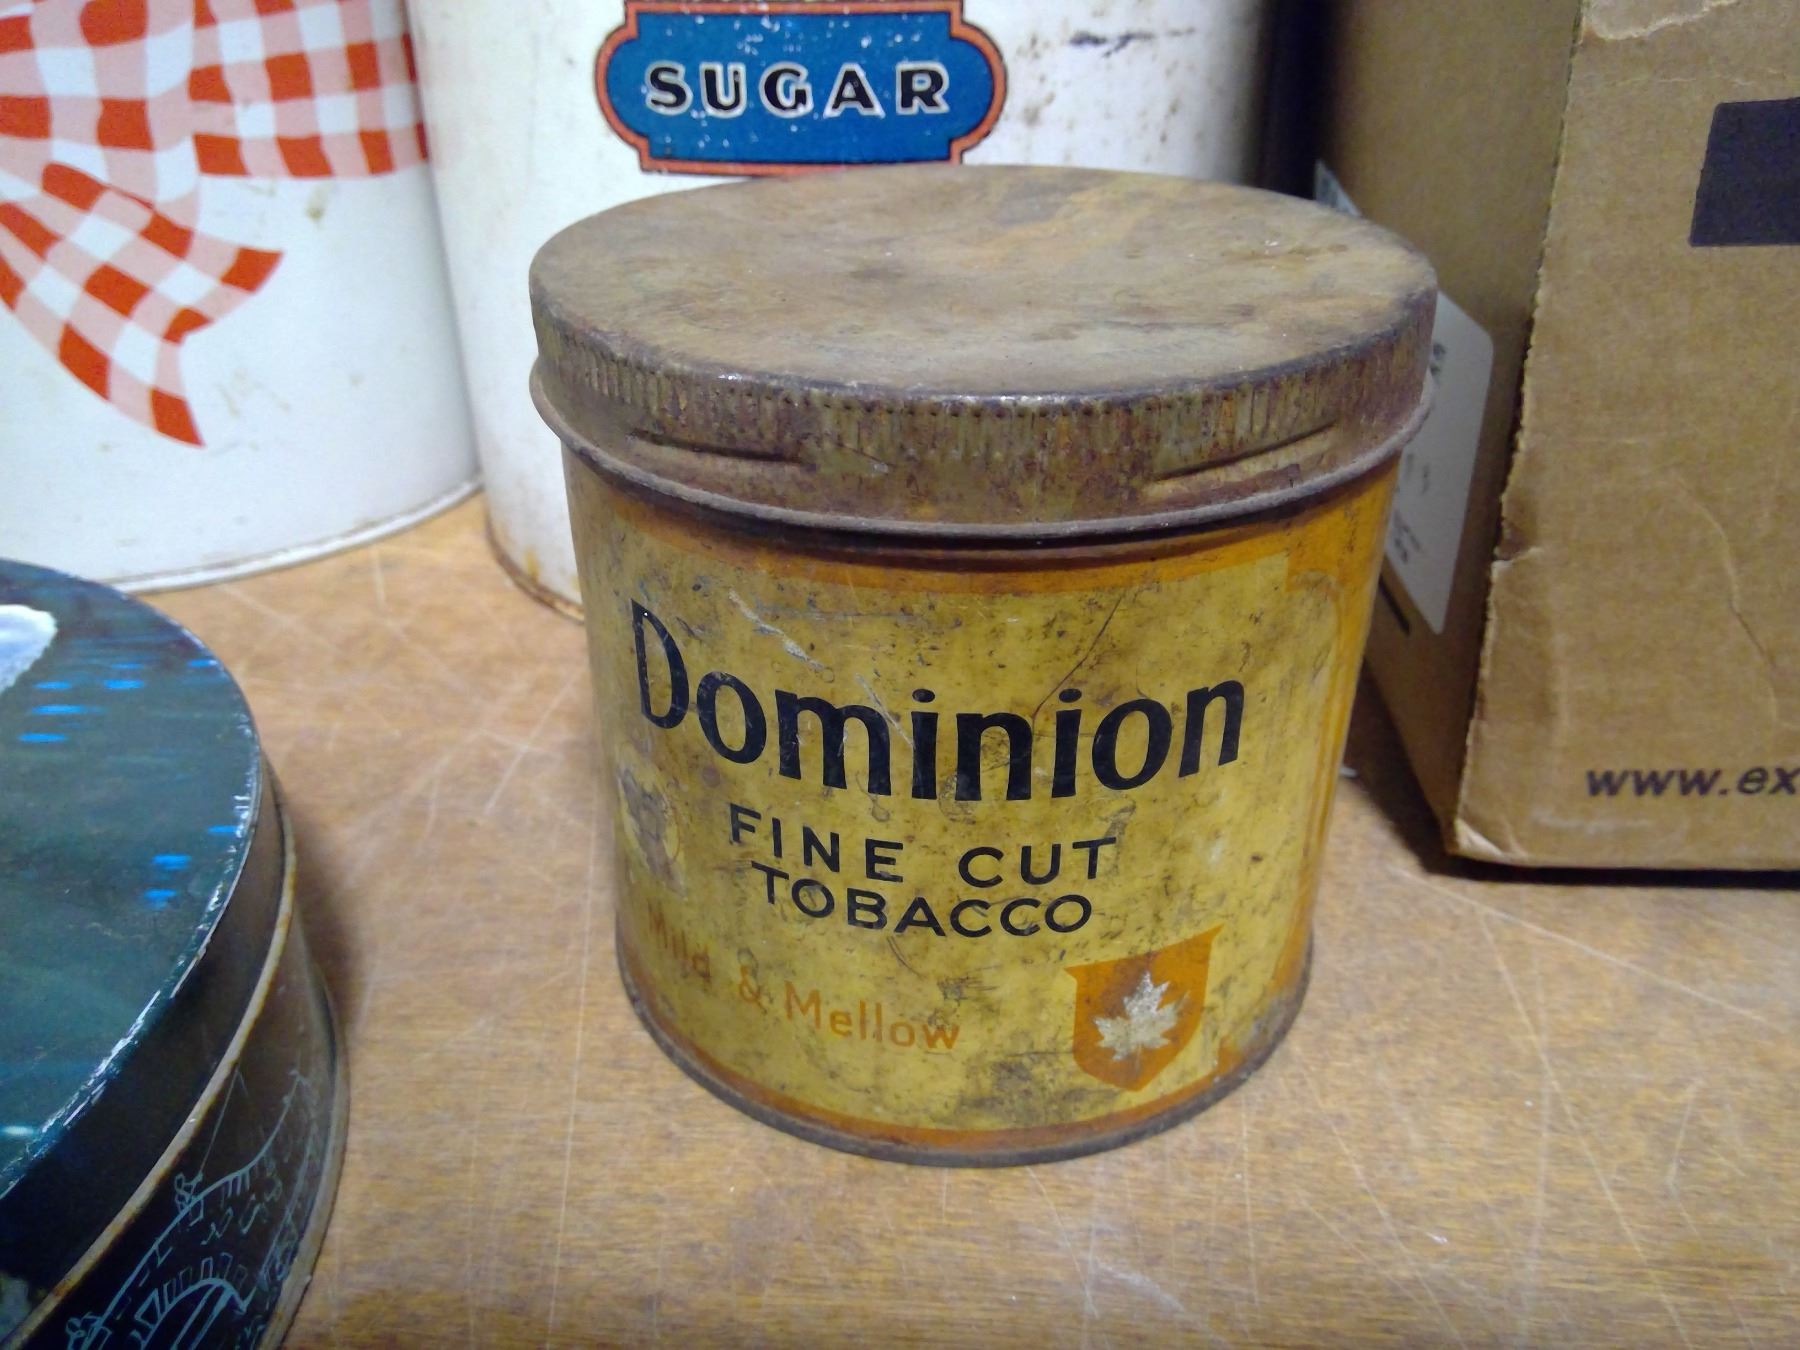 SUGAR
Dominion
FINE CUT
TOBACCO
Mild & Mellow
www.ex